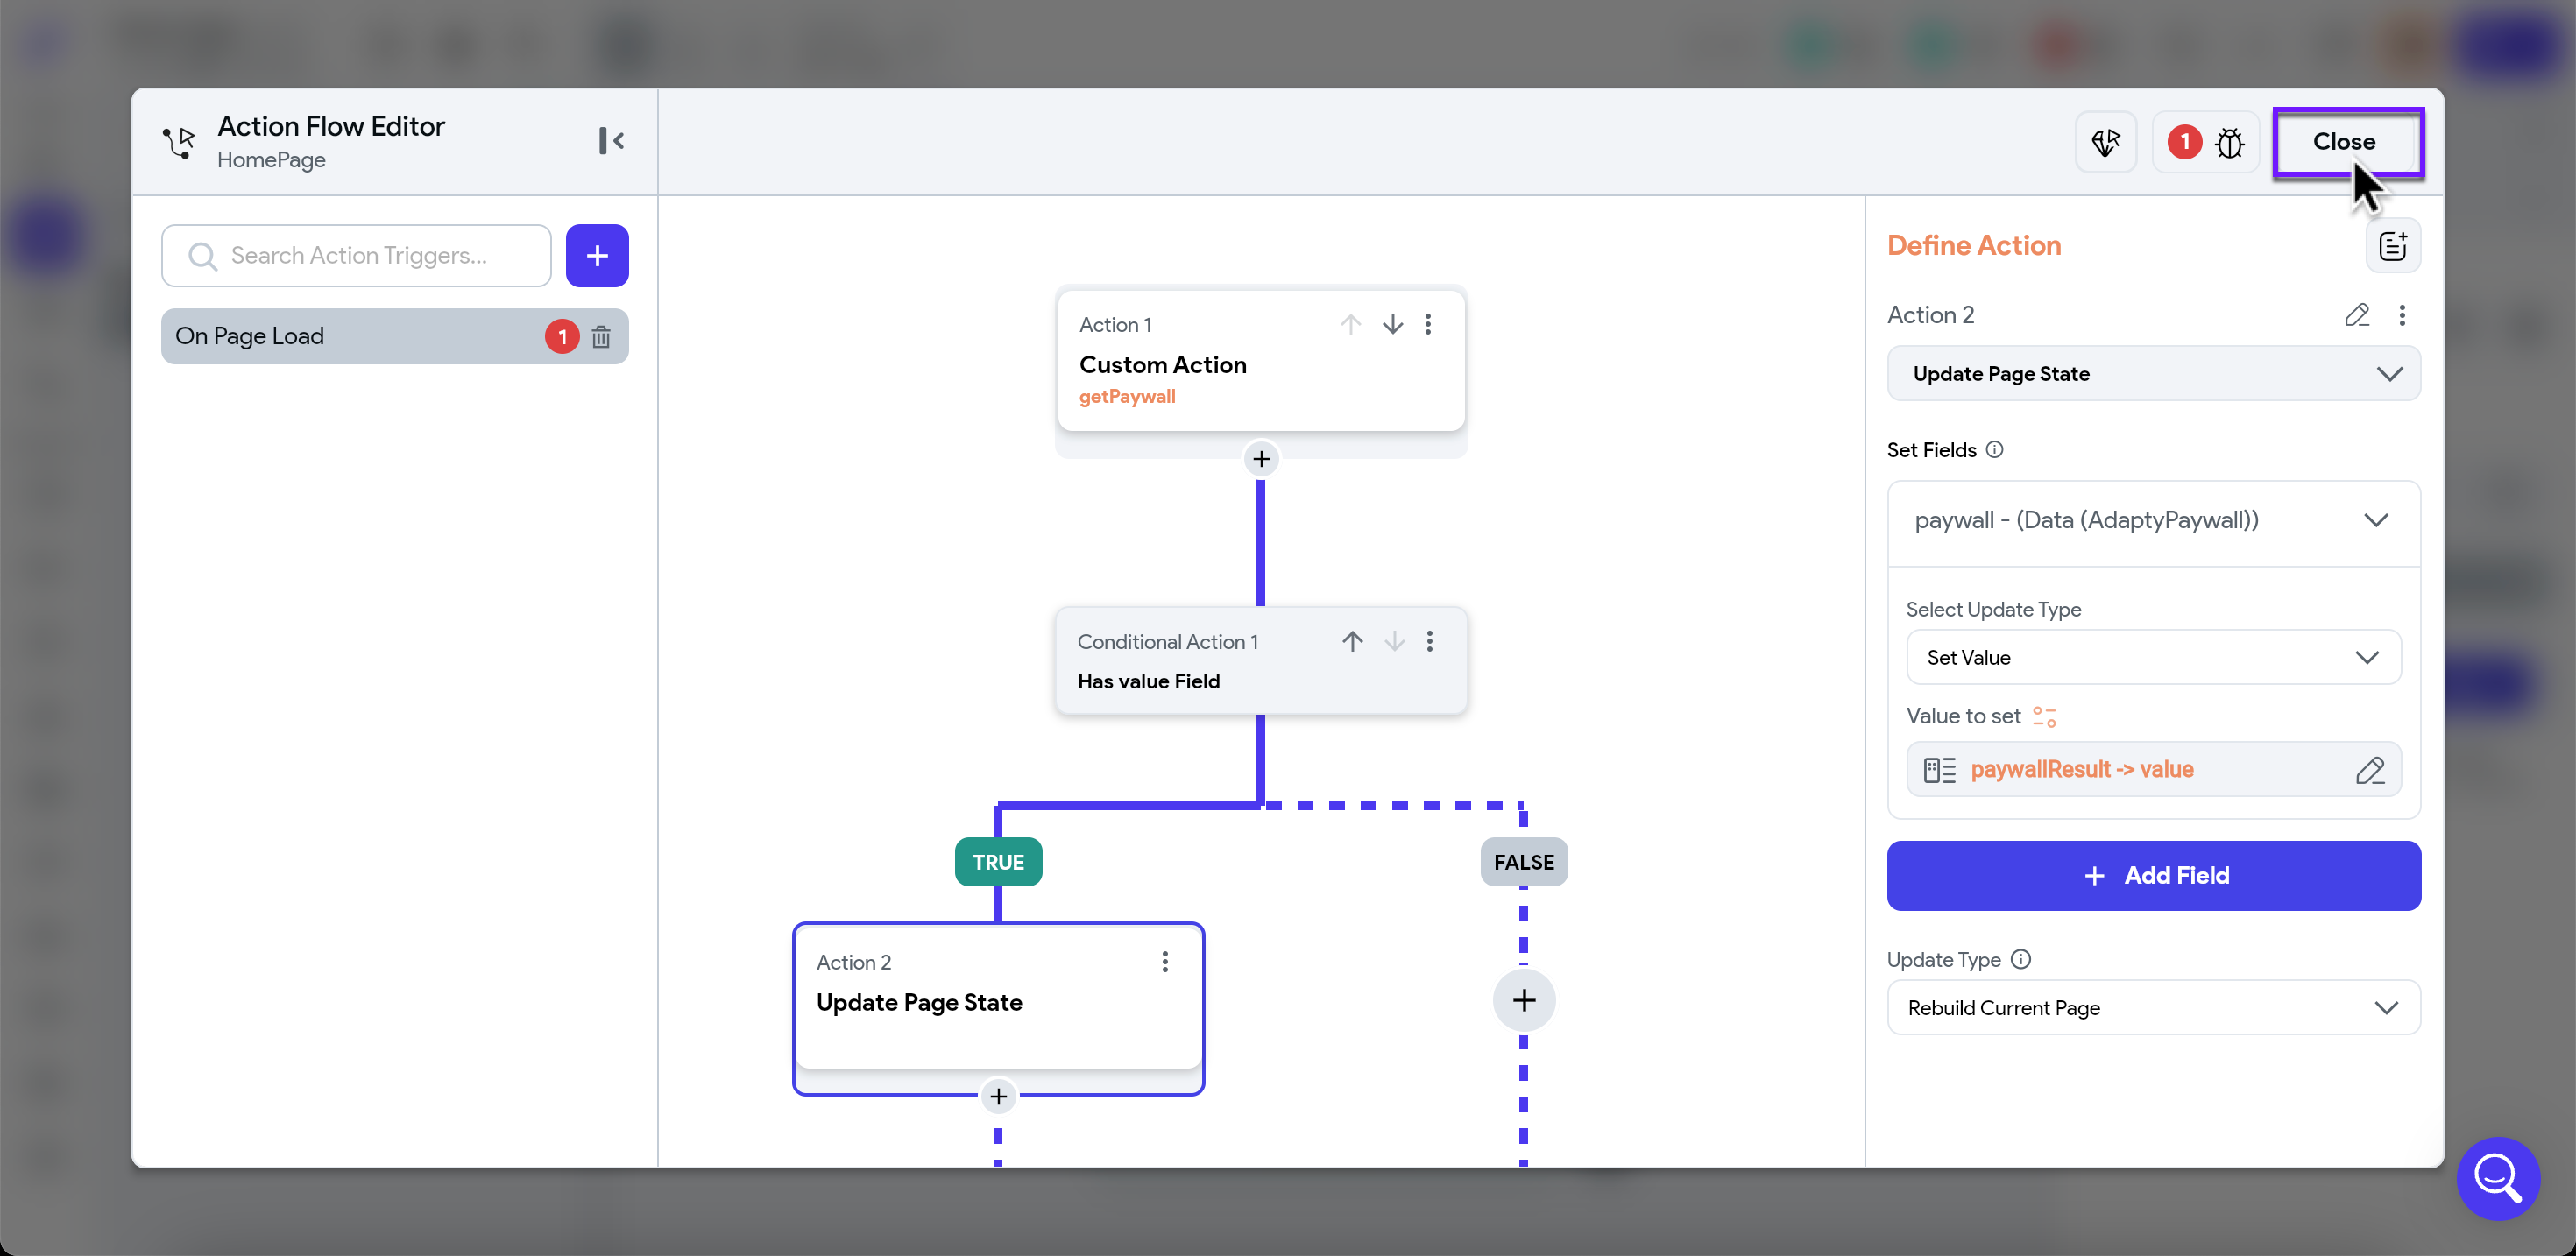 Action Flow Editor
HomePage
1
Close
Search Action Triggers...
On Page Load
1
Action 1
Custom Action
getPaywall
Conditional Action 1
Has value Field
TRUE
FALSE
Action 2
Update Page State
Define Action
Action 2
Update Page State
Set Fields
paywall - (Data (AdaptyPaywall))
Select Update Type
Set Value
Value to set
paywallResult -> value
+ Add Field
Update Type
Rebuild Current Page